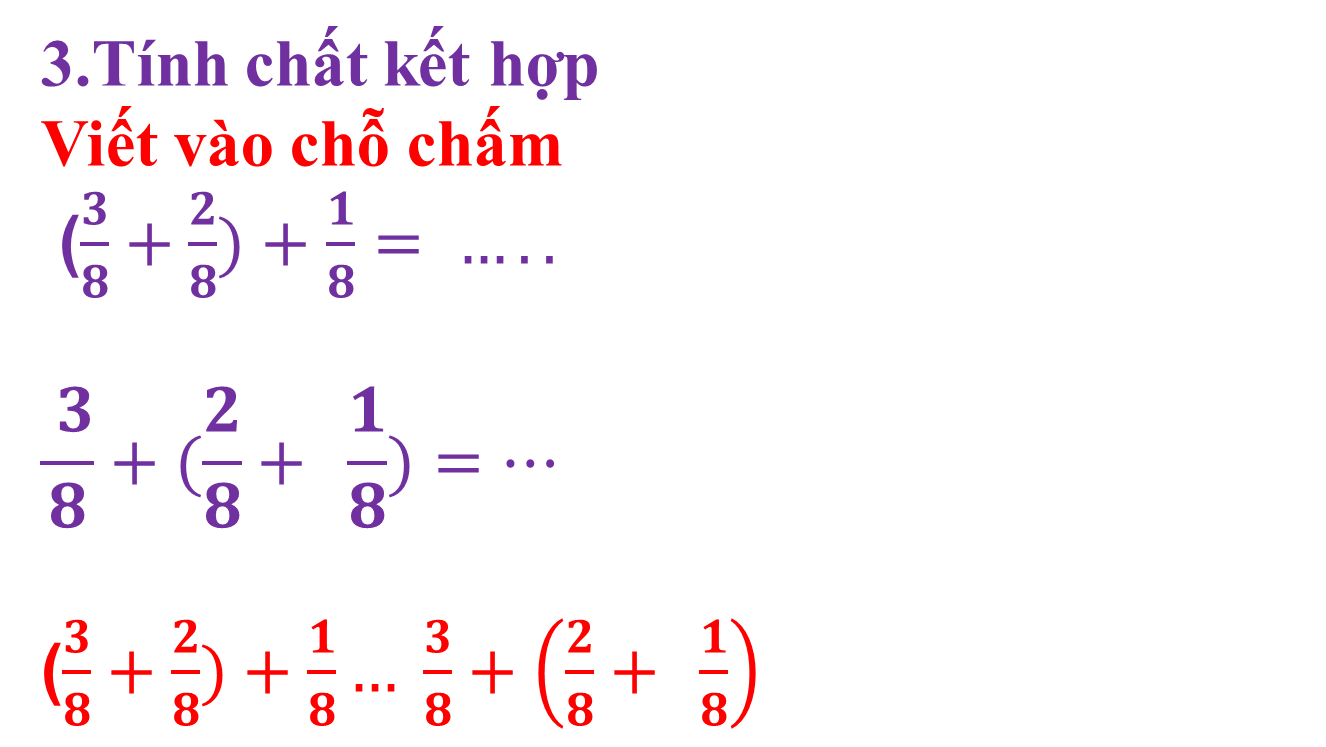 3.Tính chất kết hợp
Viết vào chỗ chấm
(3/8 + 2/8) + 1/8 = .....
3/8 + (2/8 + 1/8) = ⋯
(3/8 + 2/8) + 1/8 ... 3/8 + (2/8 + 1/8)